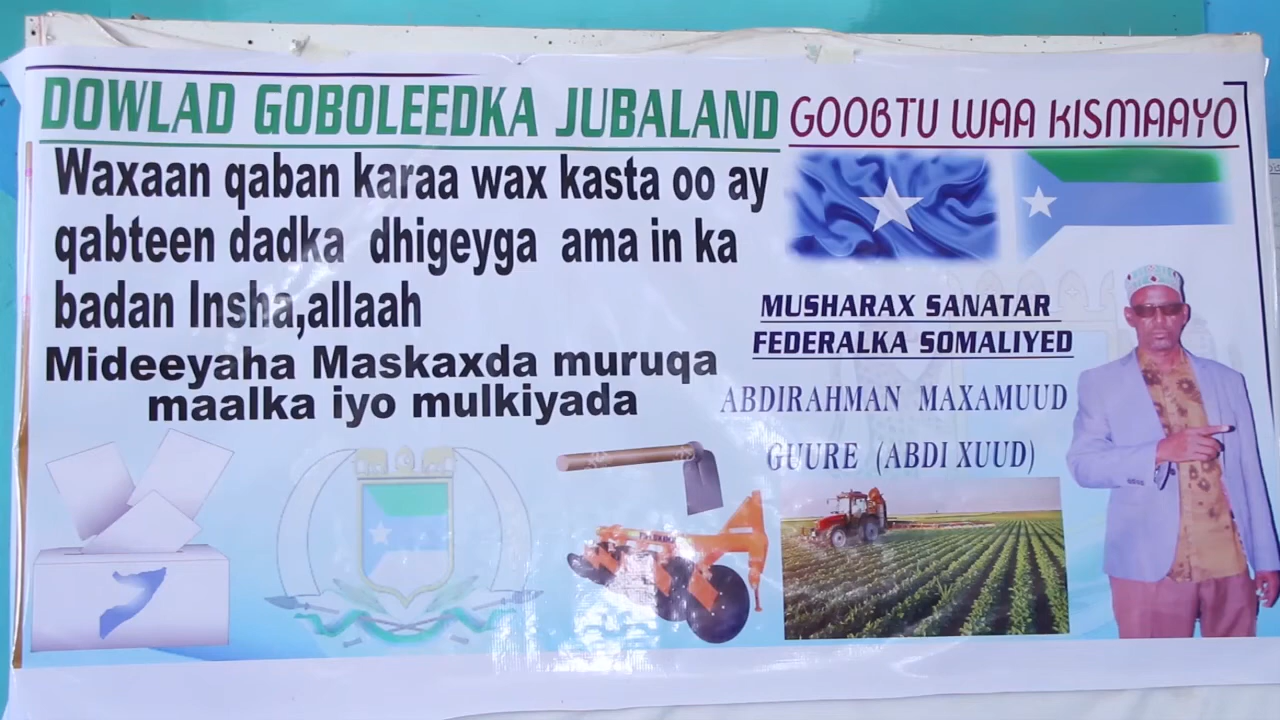 DOWLAD GOBOLEEDKA JUBALAND
GOOBTU WAA KISMAAYO
Waxaan qaban karaa wax kasta oo ay
qabteen dadka dhigeyga ama in ka
badan Insha,allaah
Mideeyaha Maskaxda muruqa
maalka iyo mulkiyada
MUSHARAX SANATAR
FEDERALKA SOMALIYED
ABDIRAHMAN MAXAMUUD
GUURE (ABDI XUUD)